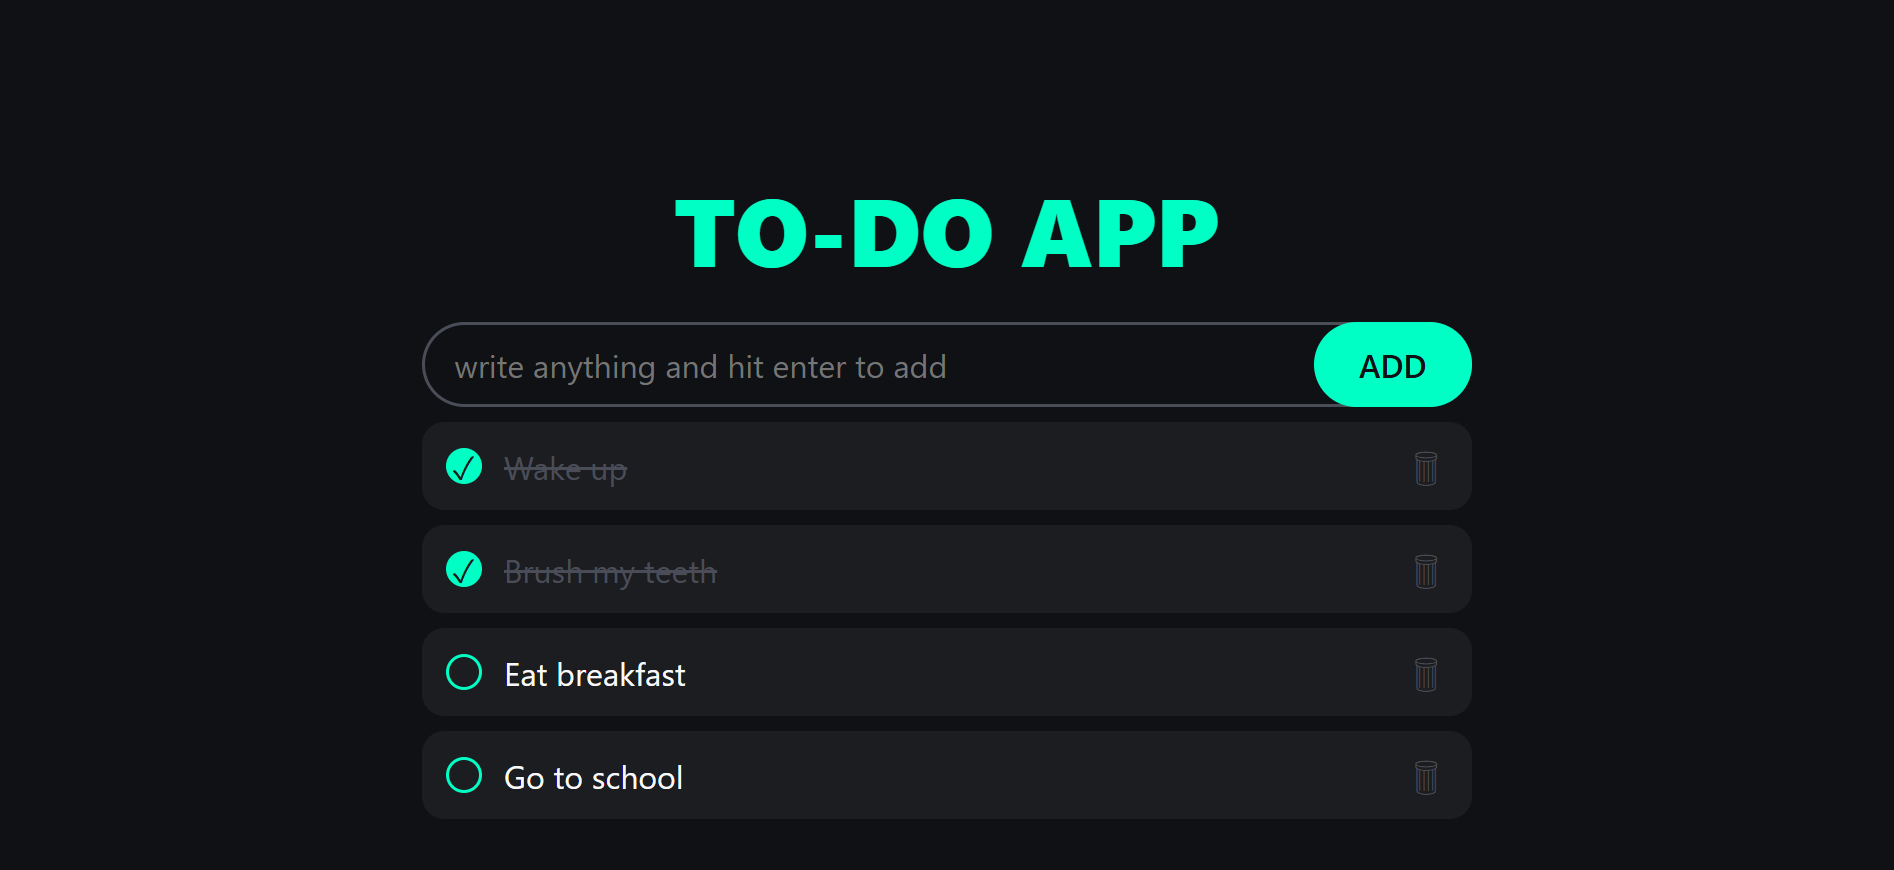 TO-DO APP
write anything and hit enter to add
ADD
Wake up
Brush my teeth
Eat breakfast
Go to school